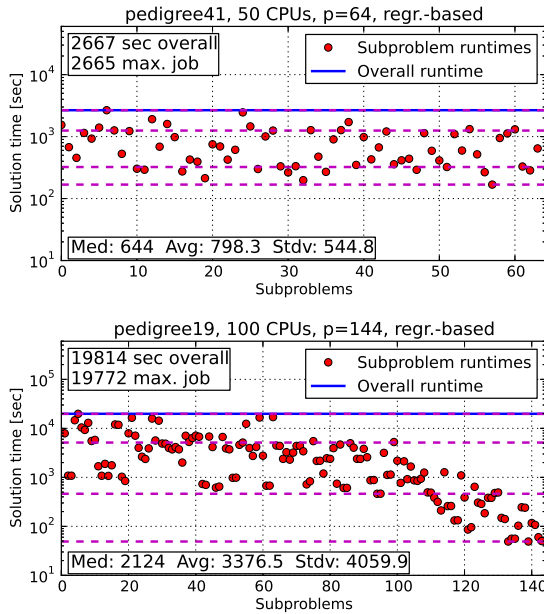 pedigree41, 50 CPUs, p=64, regr.-based
2667 sec overall
2665 max. job
Subproblem runtimes
Overall runtime
Solution time [sec]
10^4
10^3
10^2
10^1
Med: 644 Avg: 798.3 Stdv: 544.8
0 10 20 30 40 50 60
Subproblems
pedigree19, 100 CPUs, p=144, regr.-based
19814 sec overall
19772 max. job
Subproblem runtimes
Overall runtime
Solution time [sec]
10^5
10^4
10^3
10^2
10^1
Med: 2124 Avg: 3376.5 Stdv: 4059.9
0 20 40 60 80 100 120 140
Subproblems